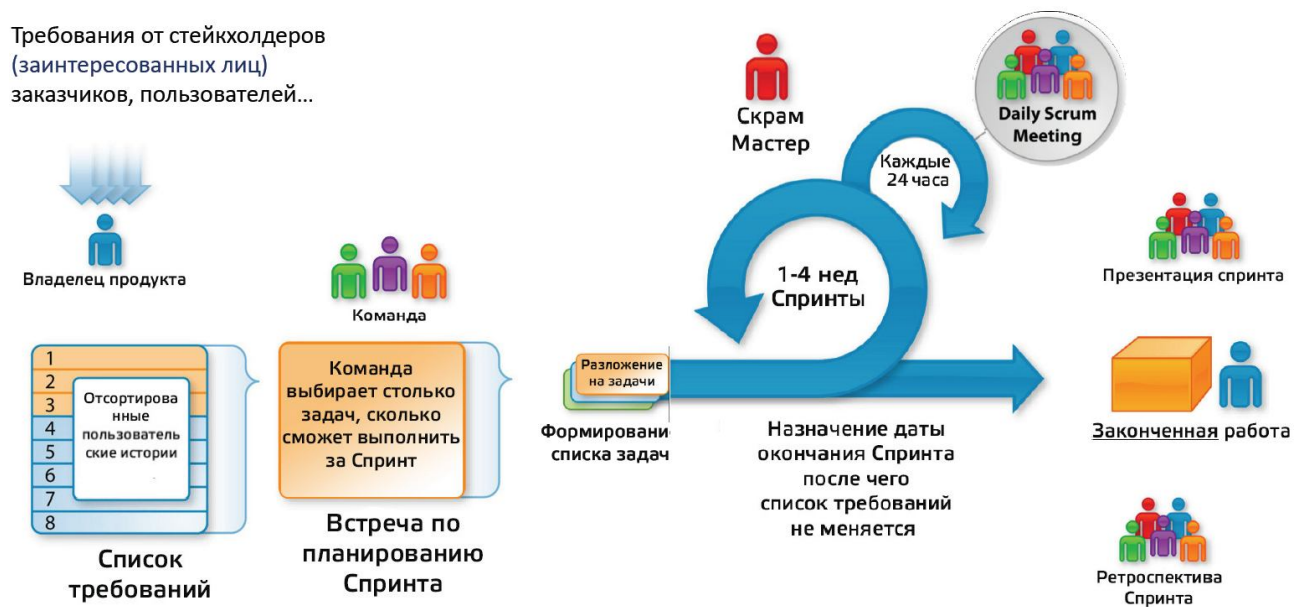 Требования от стейкхолдеров
(заинтересованных лиц)
заказчиков, пользователей...
Владелец продукта
1
2
3
4
5
6
7
8
Отсортирова
нные
пользователь
ские истории
Список
требований
Команда
Команда
выбирает столько
задач, сколько
сможет выполнить
за Спринт
Встреча по
планированию
Спринта
Разложение
на задачи
Формировани
списка задач
Скрам
Мастер
Каждые
24 часа
Daily Scrum
Meeting
1-4 нед
Спринты
Назначение даты
окончания Спринта
после чего
список требований
не меняется
Презентация спринта
Законченная работа
Ретроспектива
Спринта